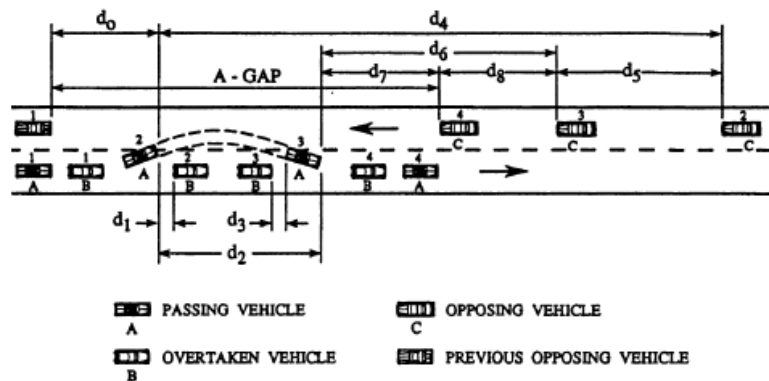 d₀ d₄
d₆
A - GAP d₇ d₈ d₅
1 4 3 2
C C C
1 1 2 2 3 3 4 4
A B A B B A B A
d₁ d₃
d₂
PASSING VEHICLE OPPOSING VEHICLE
A C
OVERTAKEN VEHICLE PREVIOUS OPPOSING VEHICLE
B